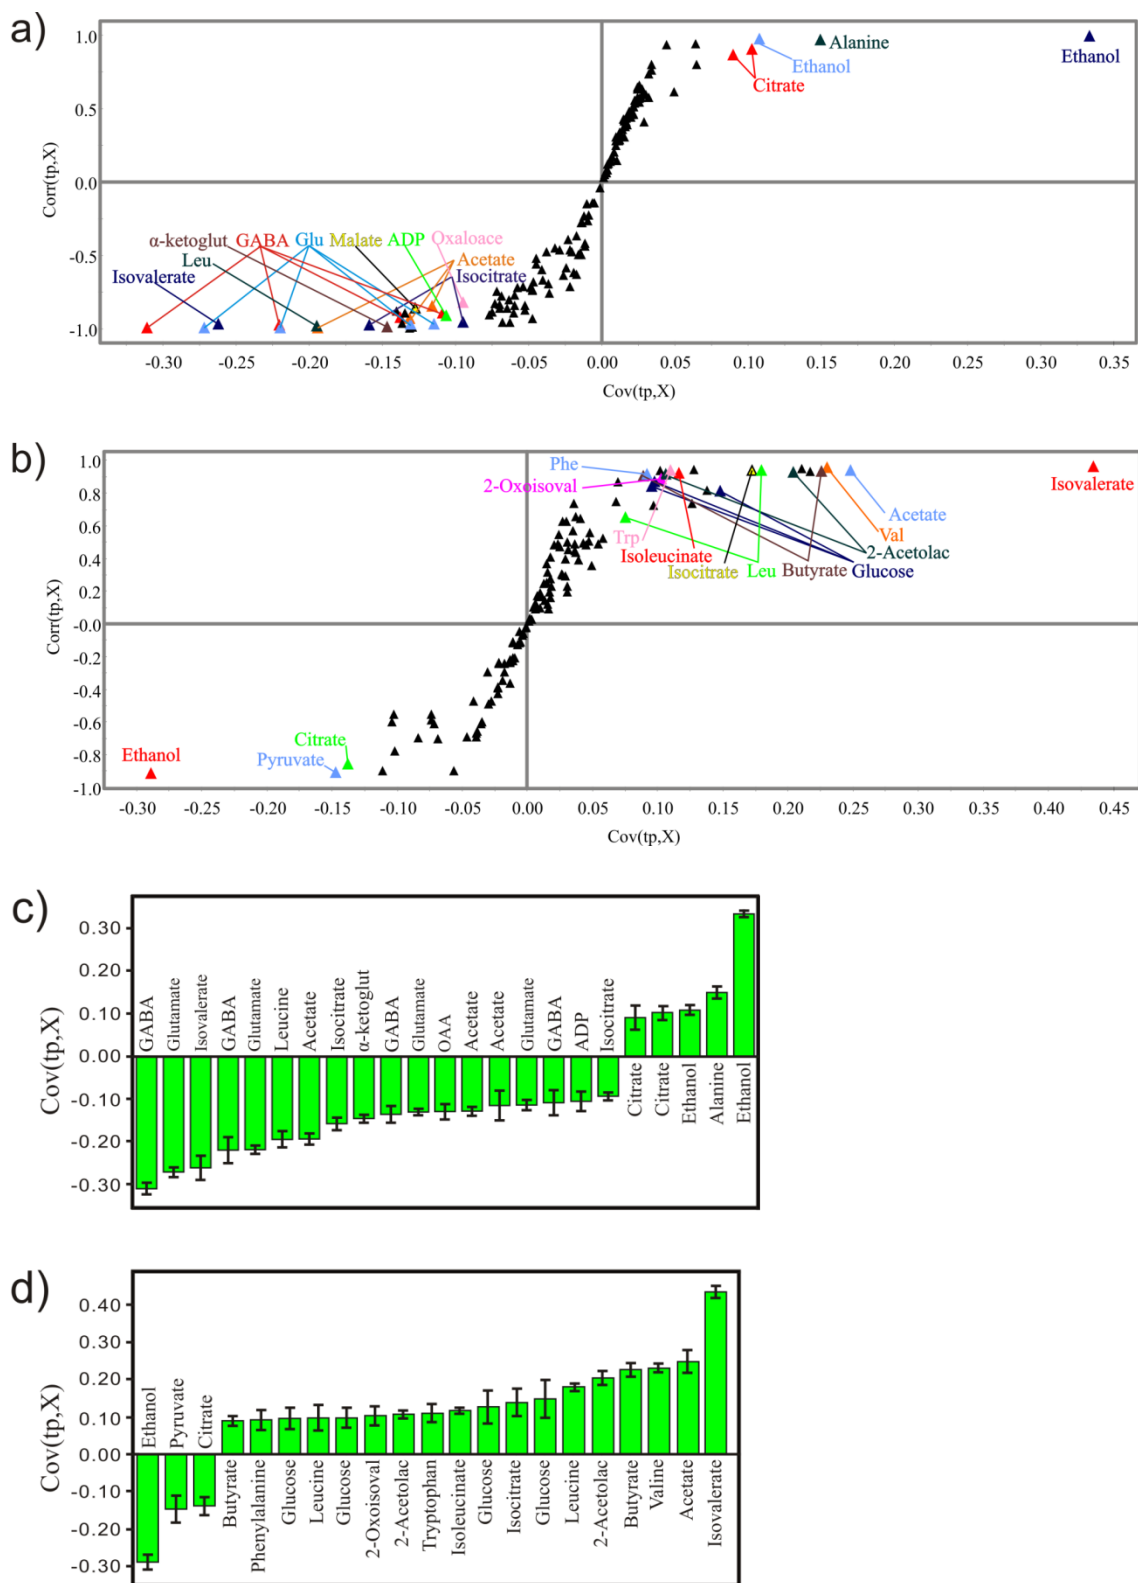 a)
1.0
0.5
0.0
-0.5
-1.0
Corr(tp,X)
Alanine
Ethanol
Ethanol
Citrate
α-ketoglut GABA Glu Malate ADP Oxaloace
Leu Acetate
Isovalerate Isocitrate
-0.30 -0.25 -0.20 -0.15 -0.10 -0.05 0.00 0.05 0.10 0.15 0.20 0.25 0.30 0.35
Cov(tp,X)
b)
1.0
0.8
0.6
0.4
0.2
-0.0
-0.2
-0.4
-0.6
-0.8
-1.0
Corr(tp,X)
Phe
2-Oxoisoval
Isovalerate
Acetate
Val
Trp
2-Acetolac
Isoleucinate
Isocitrate Leu Butyrate Glucose
Citrate
Ethanol
Pyruvate
-0.30 -0.25 -0.20 -0.15 -0.10 -0.05 0.00 0.05 0.10 0.15 0.20 0.25 0.30 0.35 0.40 0.45
Cov(tp,X)
c)
0.30
0.20
0.10
0.00
-0.10
-0.20
-0.30
Cov(tp,X)
GABA
Glutamate
Isovalerate
GABA
Glutamate
Leucine
Acetate
Isocitrate
α-ketoglut
GABA
Glutamate
OAA
Acetate
Acetate
Glutamate
GABA
ADP
Isocitrate
Citrate
Citrate
Ethanol
Alanine
Ethanol
d)
0.40
0.30
0.20
0.10
0.00
-0.10
-0.20
-0.30
Cov(tp,X)
Ethanol
Pyruvate
Citrate
Butyrate
Phenylalanine
Glucose
Leucine
Glucose
2-Oxoisoval
2-Acetolac
Tryptophan
Isoleucinate
Glucose
Isocitrate
Glucose
Leucine
2-Acetolac
Butyrate
Valine
Acetate
Isovalerate